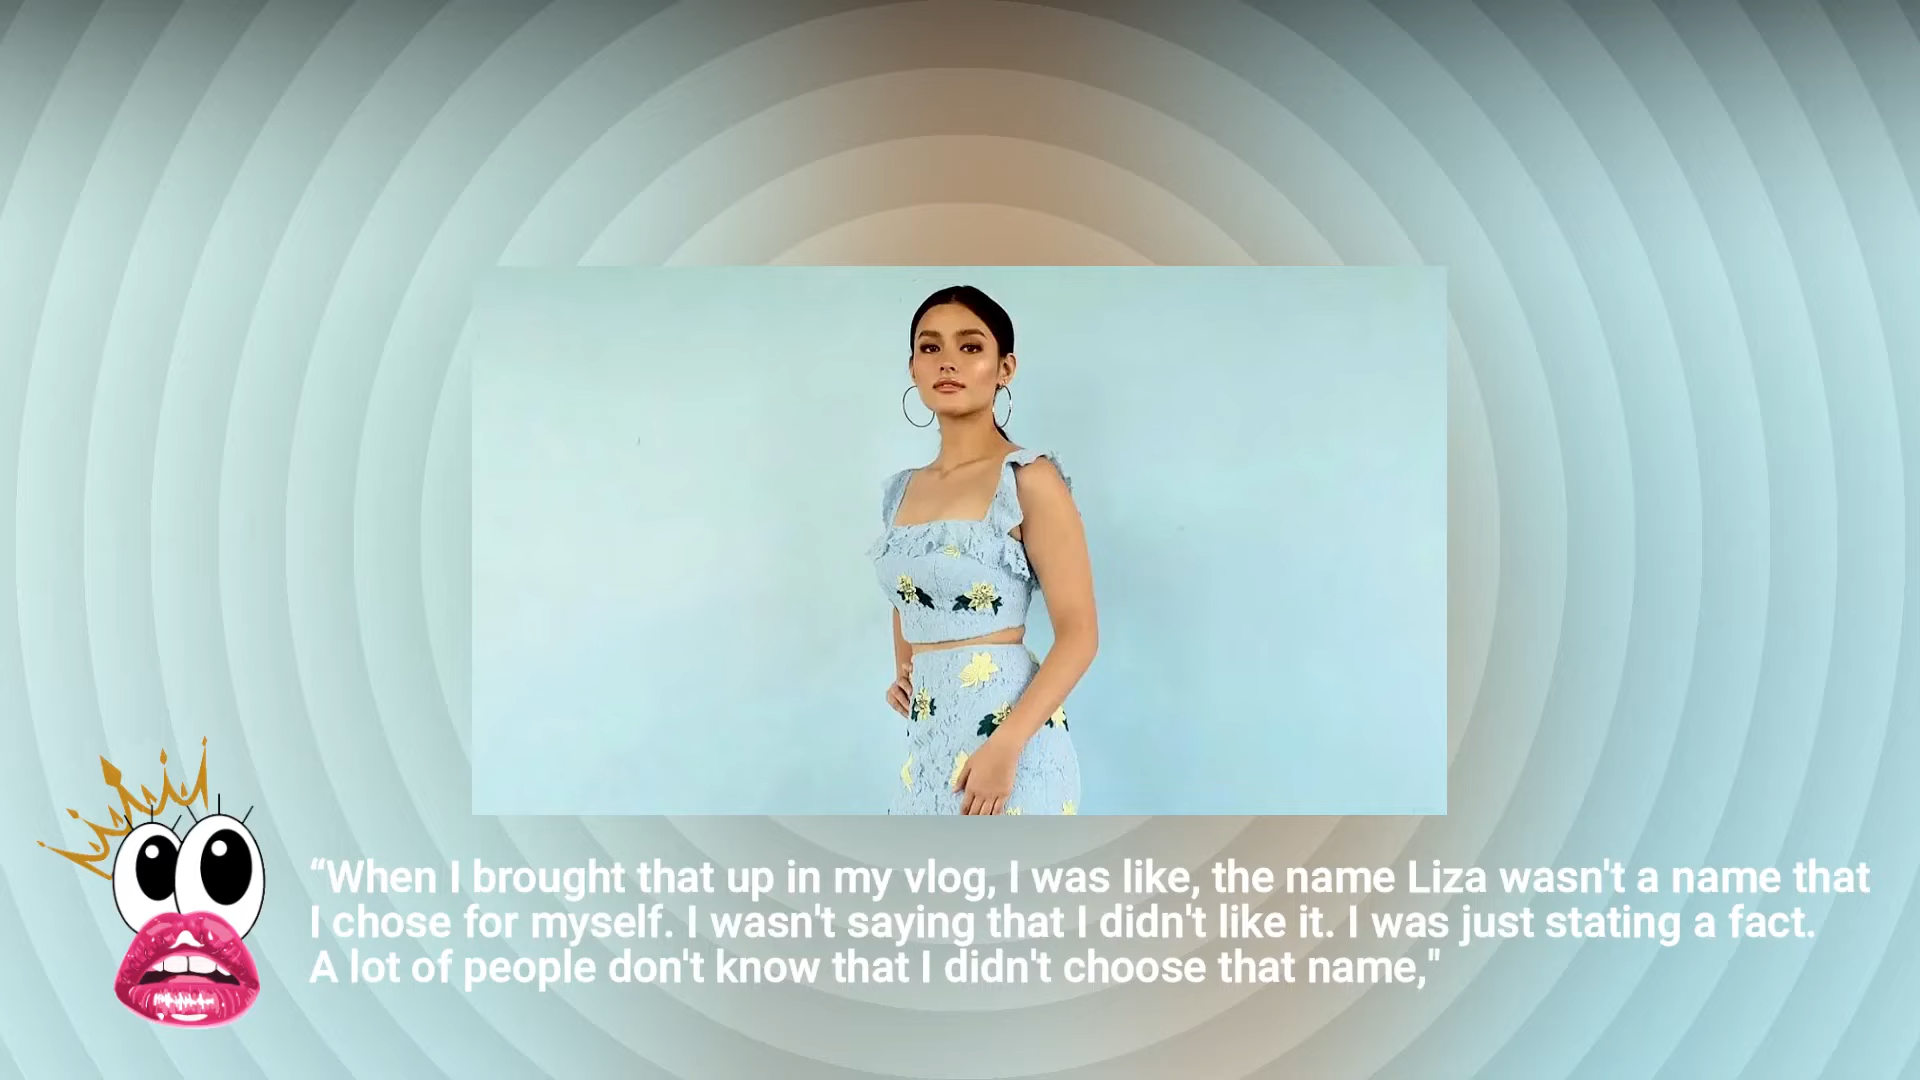 “When I brought that up in my vlog, I was like, the name Liza wasn't a name that
I chose for myself. I wasn't saying that I didn't like it. I was just stating a fact.
A lot of people don't know that I didn't choose that name,"